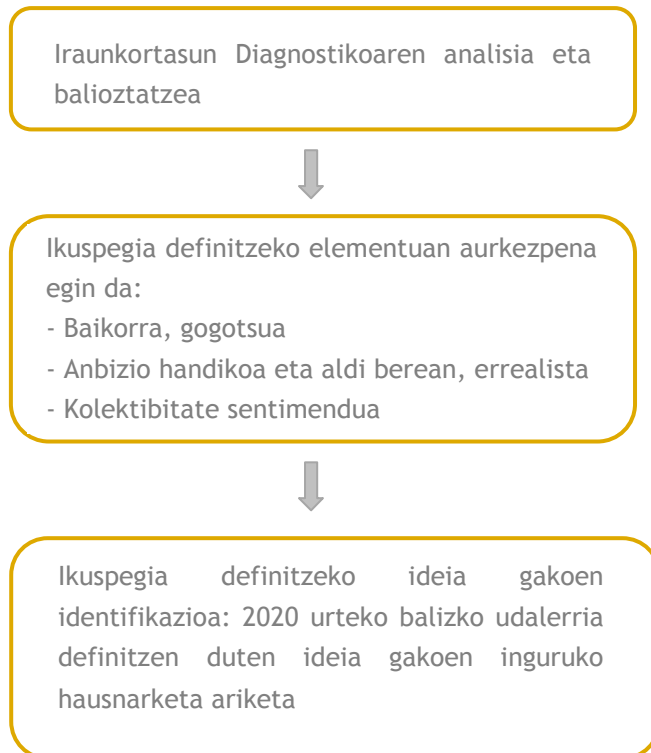 Iraunkortasun Diagnostikoaren analisia eta
balioztatzea
Ikuspegia definitzeko elementuan aurkezpena
egin da:
- Baikorra, gogotsua
- Anbizio handikoa eta aldi berean, errealista
- Kolektibitate sentimendua
Ikuspegia definitzeko ideia gakoen
identifikazioa: 2020 urteko balizko udalerria
definitzen duten ideia gakoen inguruko
hausnarketa ariketa